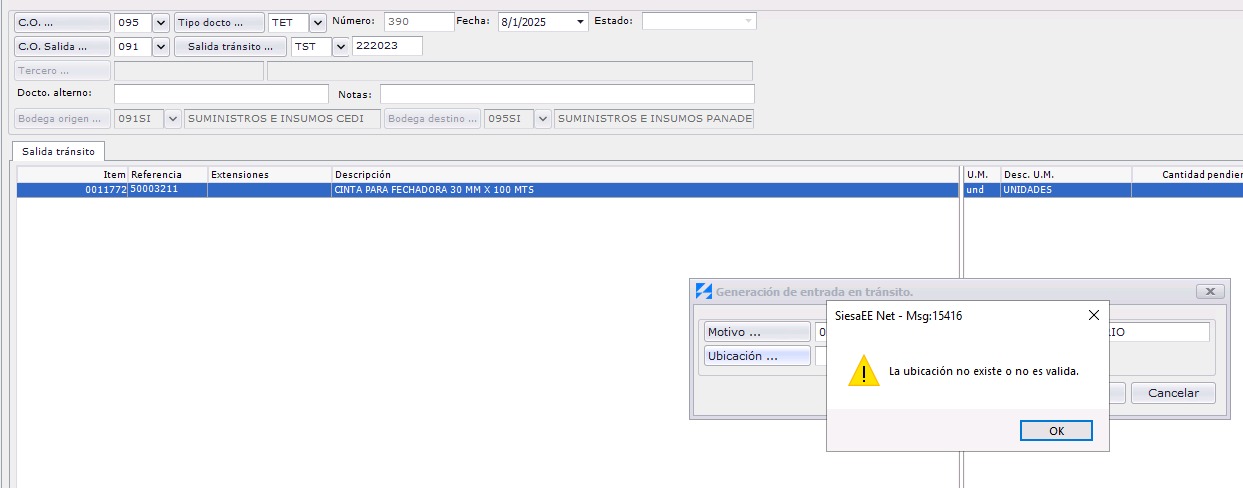 C.O. ... 095 Tipo docto ... TET Número: 390 Fecha: 8/1/2025 Estado:
C.O. Salida ... 091 Salida tránsito ... TST 222023
Tercero ...
Docto. alterno: Notas:
Bodega origen ... 091SI SUMINISTROS E INSUMOS CEDI Bodega destino ... 095SI SUMINISTROS E INSUMOS PANADE
Salida tránsito
Item Referencia Extensiones Descripción U.M. Desc. U.M. Cantidad pendien
0011772 50003211 CINTA PARA FECHADORA 30 MM X 100 MTS und UNIDADES
Generación de entrada en tránsito.
SiesaEE Net - Msg:15416
Motivo ... 0 IO
Ubicación ...
La ubicación no existe o no es valida.
Cancelar
OK